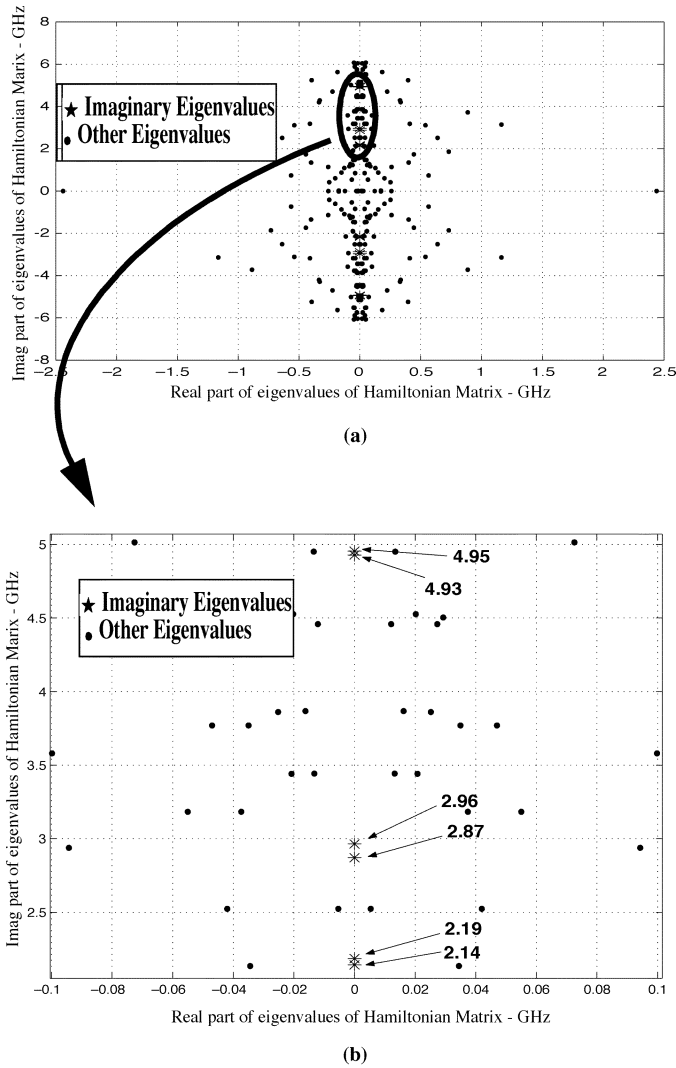 8
6
4
2
0
−2
−4
−6
−8
Imag part of eigenvalues of Hamiltonian Marix - GHz
★ Imaginary Eigenvalues
● Other Eigenvalues
−2.5 −2 −1.5 −1 −0.5 0 0.5 1 1.5 2 2.5
Real part of eigenvalues of Hamiltonian Matrix - GHz
(a)
5
4.5
4
3.5
3
2.5
Imag part of eigenvalues of Hamiltonian Marix - GHz
★ Imaginary Eigenvalues
● Other Eigenvalues
4.95
4.93
2.96
2.87
2.19
2.14
−0.1 −0.08 −0.06 −0.04 −0.02 0 0.02 0.04 0.06 0.08 0.1
Real part of eigenvalues of Hamiltonian Matrix - GHz
(b)